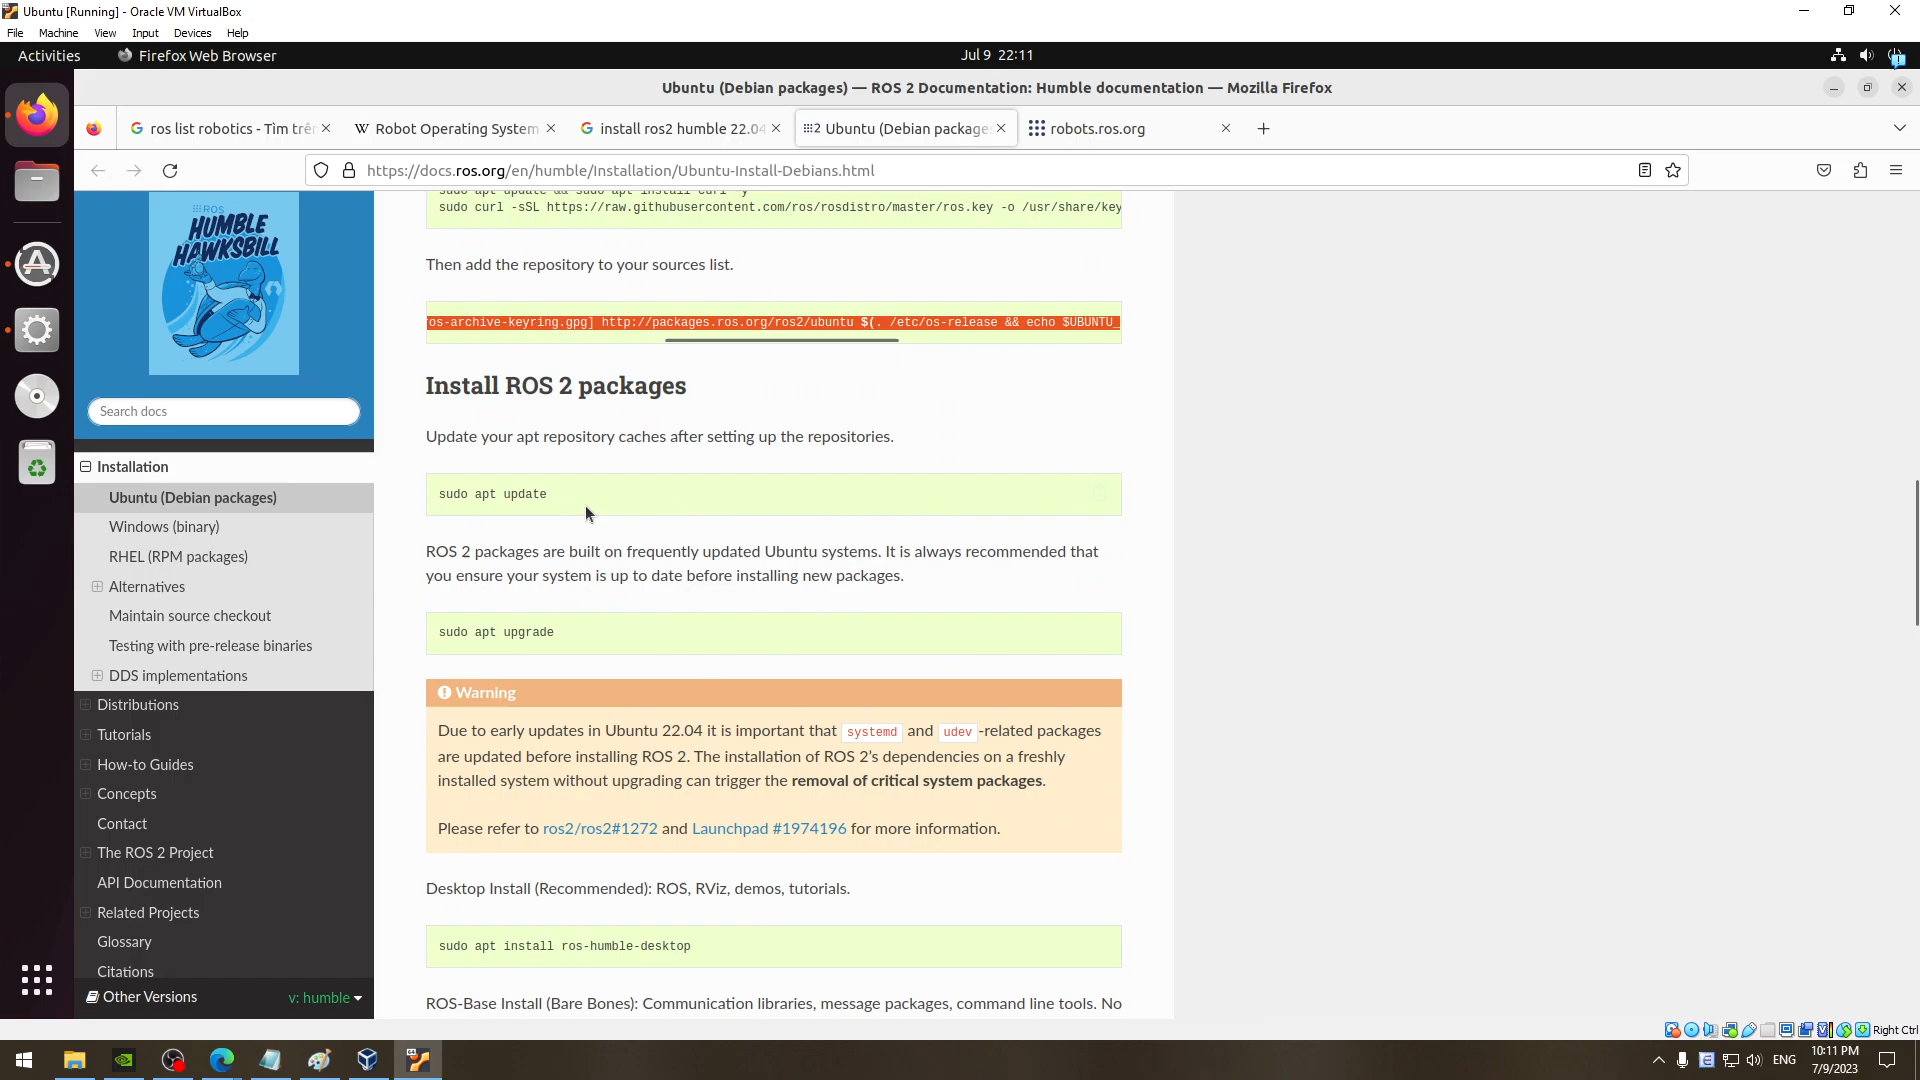 Ubuntu [Running] - Oracle VM VirtualBox
File Machine View Input Devices Help
Activities Firefox Web Browser Jul 9 22:11
Ubuntu (Debian packages) — ROS 2 Documentation: Humble documentation — Mozilla Firefox
ros list robotics - Tìm trên
Robot Operating System
install ros2 humble 22.04
Ubuntu (Debian package
robots.ros.org
https://docs.ros.org/en/humble/Installation/Ubuntu-Install-Debians.html
ROS
HUMBLE
HAWKSBILL
Search docs
Installation
Ubuntu (Debian packages)
Windows (binary)
RHEL (RPM packages)
Alternatives
Maintain source checkout
Testing with pre-release binaries
DDS implementations
Distributions
Tutorials
How-to Guides
Concepts
Contact
The ROS 2 Project
API Documentation
Related Projects
Glossary
Citations
Other Versions v: humble
sudo apt update && sudo apt install curl -y
sudo curl -sSL https://raw.githubusercontent.com/ros/rosdistro/master/ros.key -o /usr/share/key
Then add the repository to your sources list.
ros-archive-keyring.gpg] http://packages.ros.org/ros2/ubuntu $(. /etc/os-release && echo $UBUNTU_
Install ROS 2 packages
Update your apt repository caches after setting up the repositories.
sudo apt update
ROS 2 packages are built on frequently updated Ubuntu systems. It is always recommended that
you ensure your system is up to date before installing new packages.
sudo apt upgrade
Warning
Due to early updates in Ubuntu 22.04 it is important that systemd and udev -related packages
are updated before installing ROS 2. The installation of ROS 2’s dependencies on a freshly
installed system without upgrading can trigger the removal of critical system packages.
Please refer to ros2/ros2#1272 and Launchpad #1974196 for more information.
Desktop Install (Recommended): ROS, RViz, demos, tutorials.
sudo apt install ros-humble-desktop
ROS-Base Install (Bare Bones): Communication libraries, message packages, command line tools. No
Right Ctrl
ENG
10:11 PM
7/9/2023